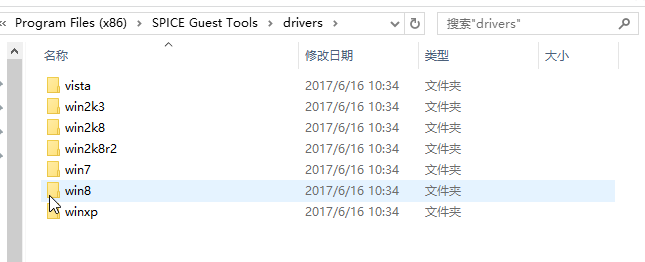 Program Files (x86) SPICE Guest Tools drivers 搜索"drivers"
名称 修改日期 类型 大小
vista 2017/6/16 10:34 文件夹
win2k3 2017/6/16 10:34 文件夹
win2k8 2017/6/16 10:34 文件夹
win2k8r2 2017/6/16 10:34 文件夹
win7 2017/6/16 10:34 文件夹
win8 2017/6/16 10:34 文件夹
winxp 2017/6/16 10:34 文件夹